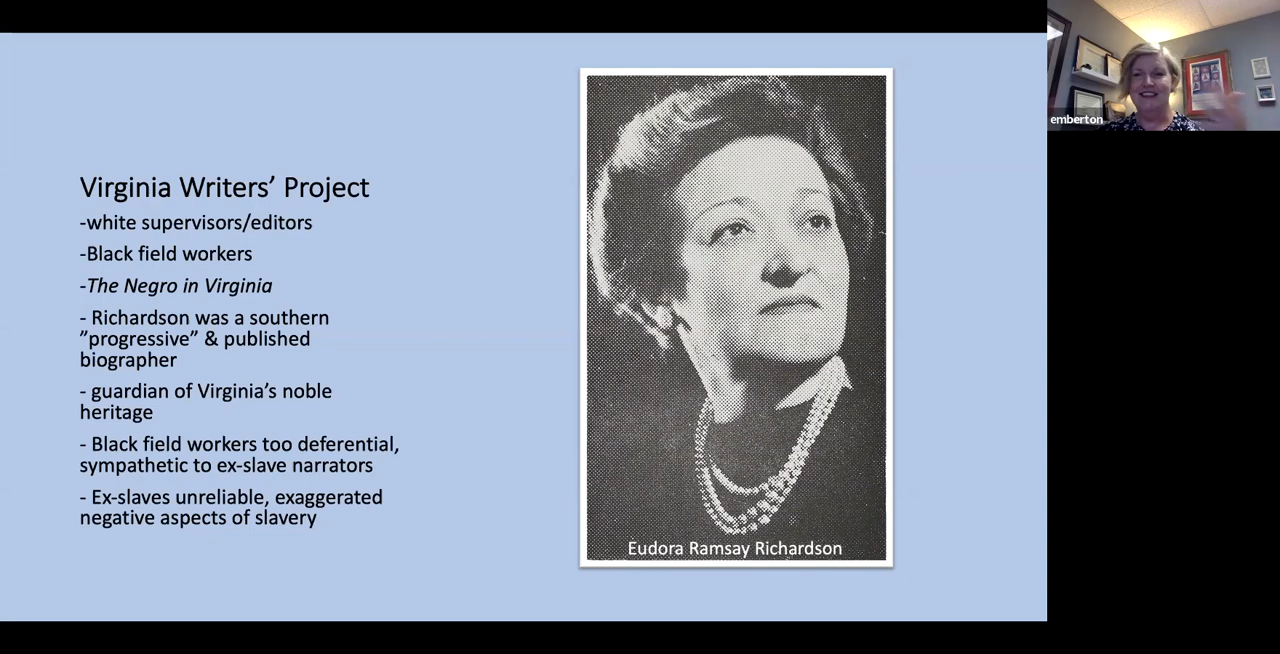 Virginia Writers’ Project
-white supervisors/editors
-Black field workers
-The Negro in Virginia
- Richardson was a southern
”progressive” & published
biographer
- guardian of Virginia’s noble
heritage
- Black field workers too deferential,
sympathetic to ex-slave narrators
- Ex-slaves unreliable, exaggerated
negative aspects of slavery
Eudora Ramsay Richardson
emberton